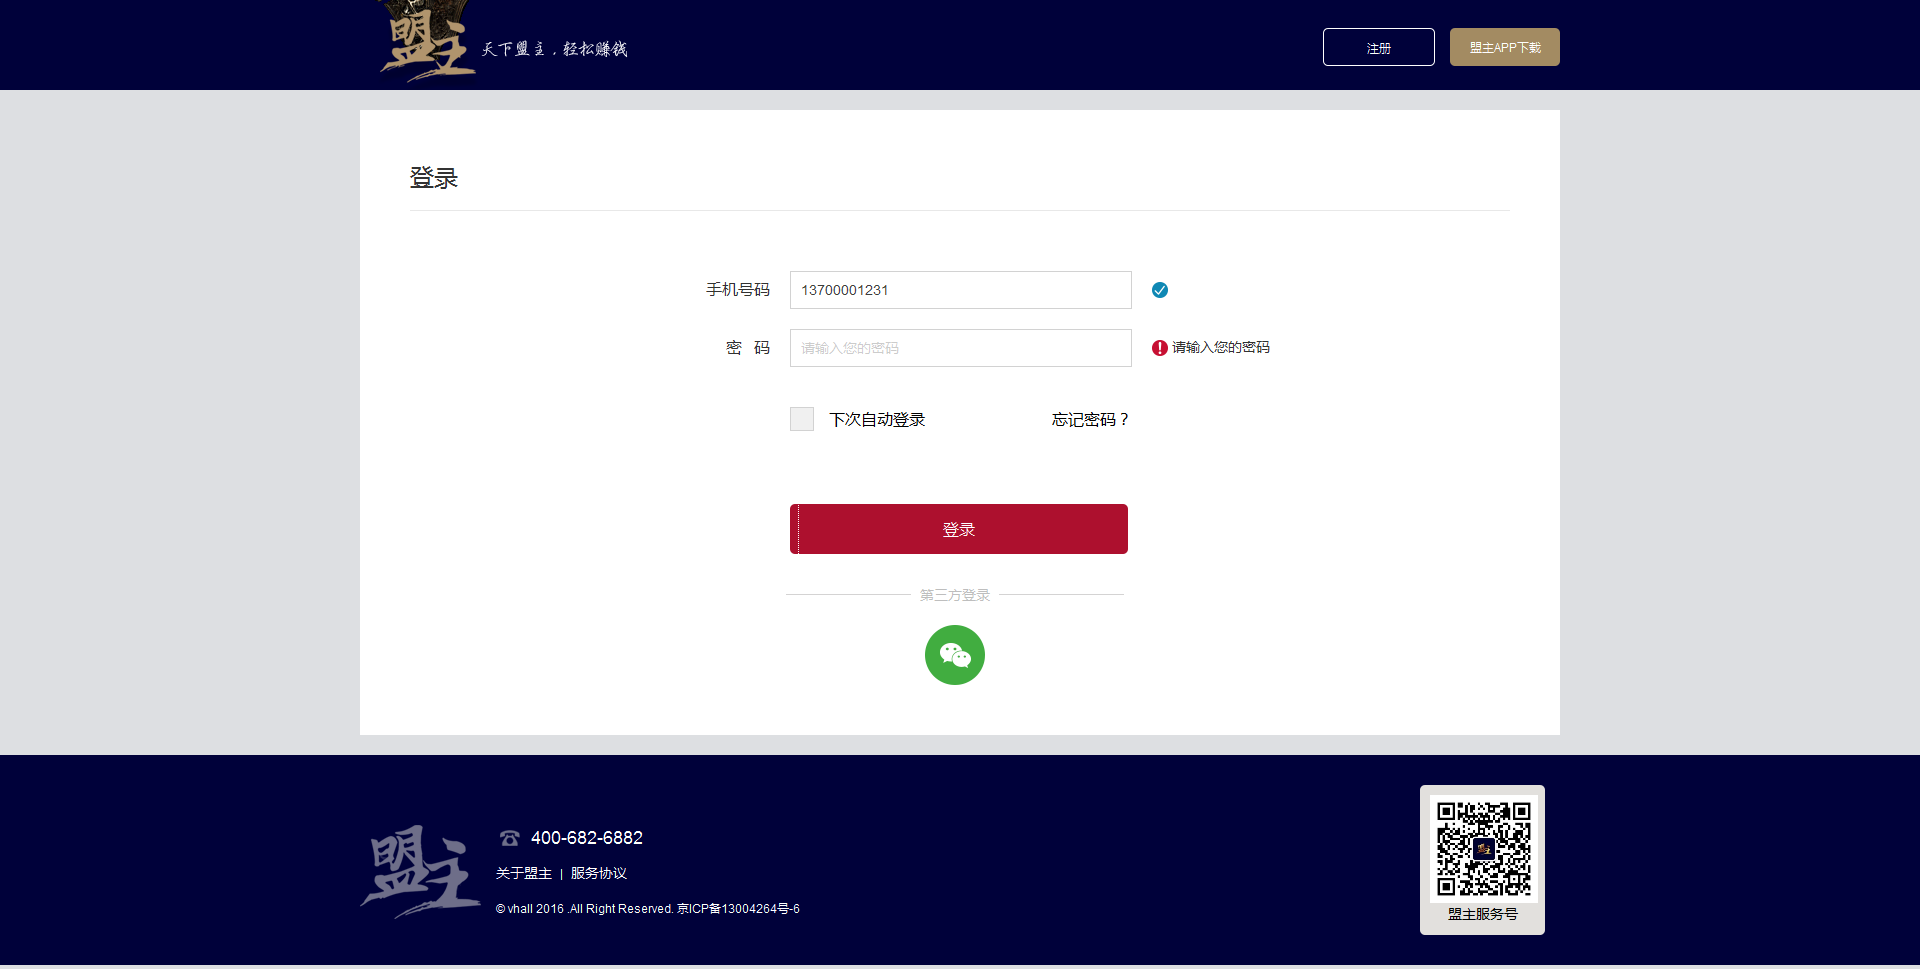 盟主
天下盟主，轻松赚钱
注册
盟主APP下载
登录
手机号码
13700001231
密 码
请输入您的密码
请输入您的密码
下次自动登录
忘记密码？
登录
第三方登录
盟主
400-682-6882
关于盟主 | 服务协议
© vhall 2016 .All Right Reserved. 京ICP备13004264号-6
盟主
盟主服务号